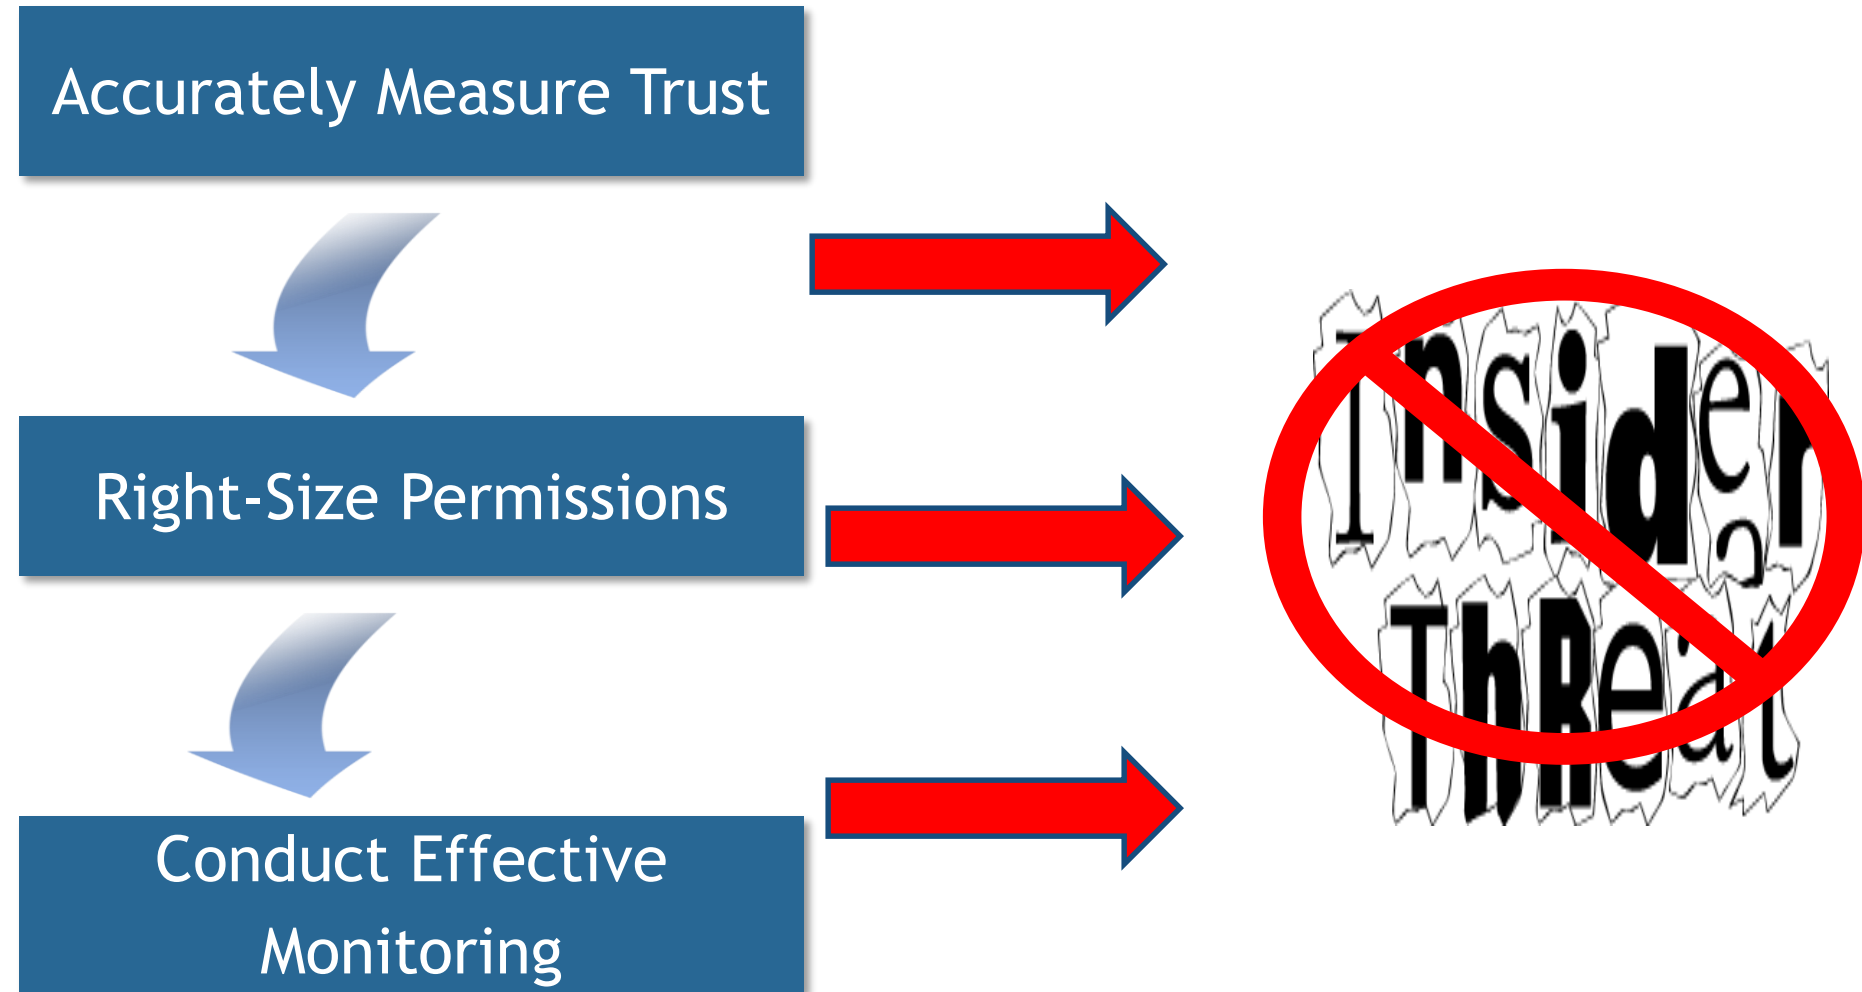 Accurately Measure Trust
Right-Size Permissions
Conduct Effective
Monitoring
Insider
ThReat